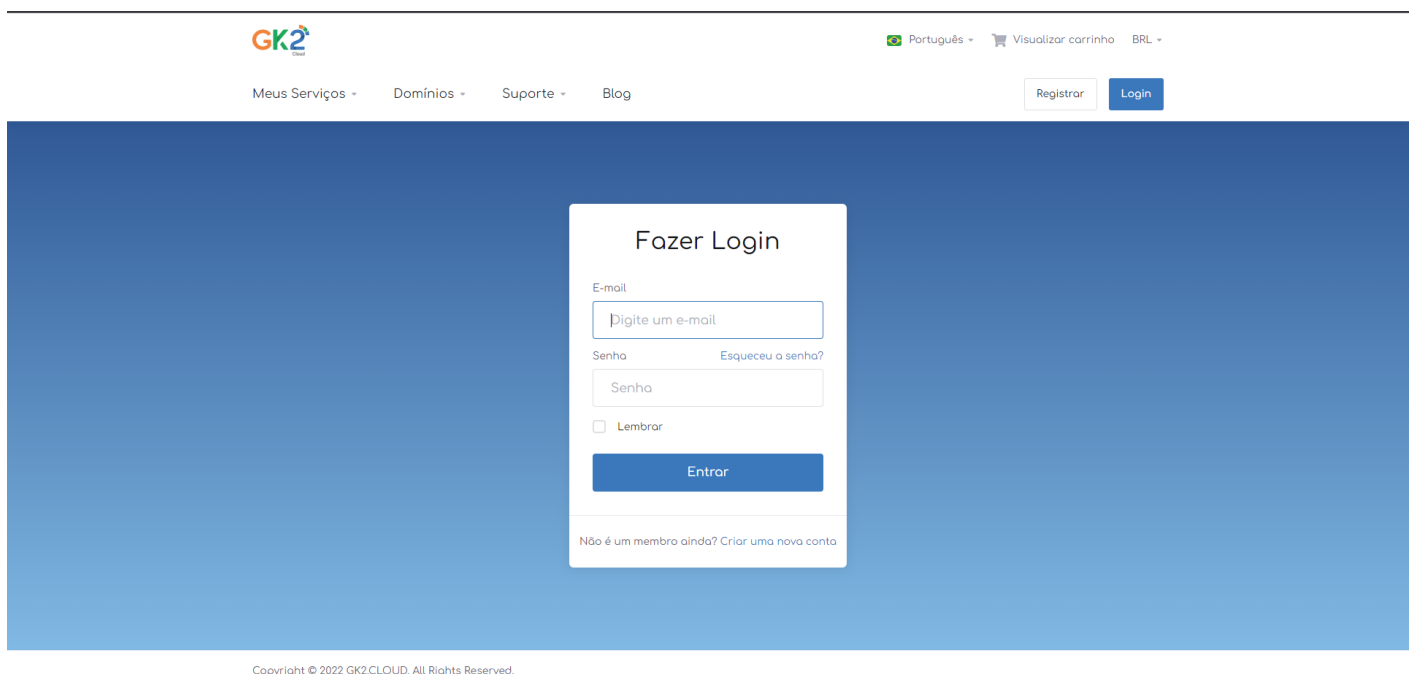 GK2
Cloud
Português
Visualizar carrinho
BRL
Meus Serviços
Domínios
Suporte
Blog
Registrar
Login
Fazer Login
E-mail
Digite um e-mail
Senha
Esqueceu a senha?
Senha
Lembrar
Entrar
Não é um membro ainda? Criar uma nova conta
Copyright © 2022 GK2.CLOUD. All Rights Reserved.